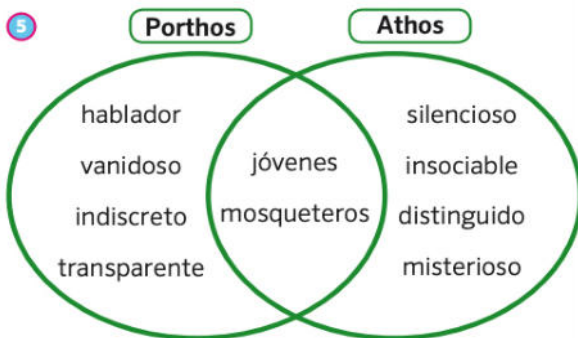 5
Porthos
Athos
hablador
vanidoso
indiscreto
transparente
jóvenes
mosqueteros
silencioso
insociable
distinguido
misterioso